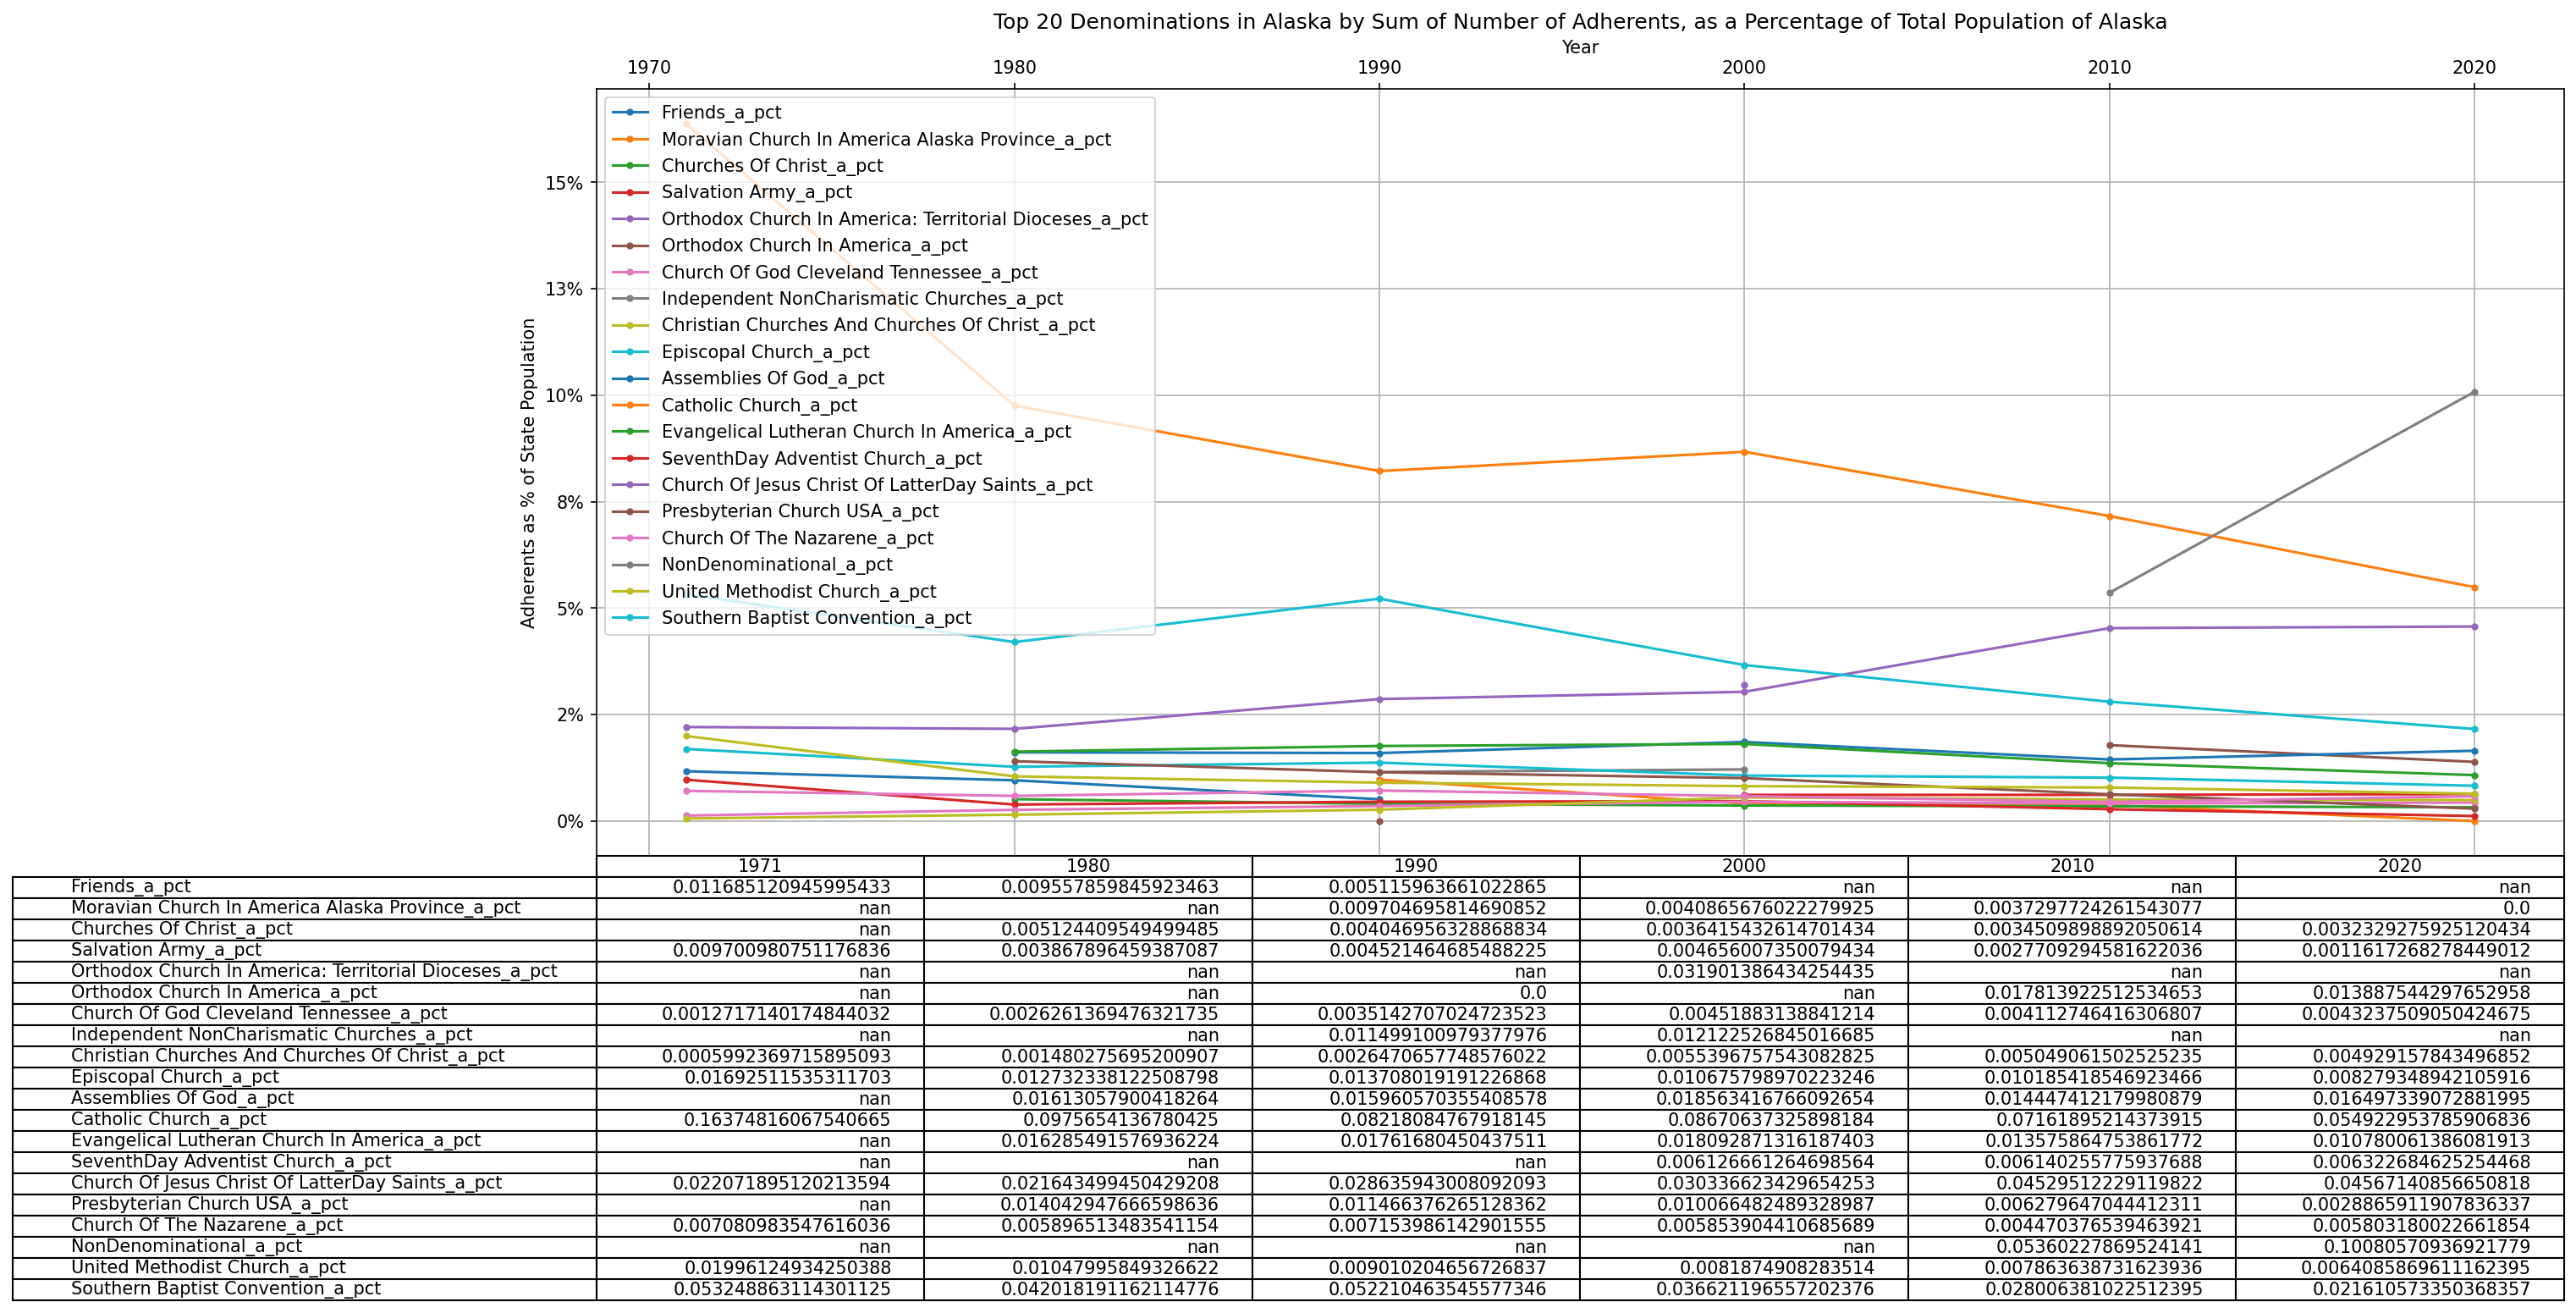 Top 20 Denominations in Alaska by Sum of Number of Adherents, as a Percentage of Total Population of Alaska
Year
1970 1980 1990 2000 2010 2020
Friends_a_pct
Moravian Church In America Alaska Province_a_pct
Churches Of Christ_a_pct
Salvation Army_a_pct
Orthodox Church In America: Territorial Dioceses_a_pct
Orthodox Church In America_a_pct
Church Of God Cleveland Tennessee_a_pct
Independent NonCharismatic Churches_a_pct
Christian Churches And Churches Of Christ_a_pct
Episcopal Church_a_pct
Assemblies Of God_a_pct
Catholic Church_a_pct
Evangelical Lutheran Church In America_a_pct
SeventhDay Adventist Church_a_pct
Church Of Jesus Christ Of LatterDay Saints_a_pct
Presbyterian Church USA_a_pct
Church Of The Nazarene_a_pct
NonDenominational_a_pct
United Methodist Church_a_pct
Southern Baptist Convention_a_pct
15%
13%
10%
8%
5%
2%
0%
Adherents as % of State Population
1971 1980 1990 2000 2010 2020
Friends_a_pct 0.011685120945995433 0.009557859845923463 0.005115963661022865 nan nan nan
Moravian Church In America Alaska Province_a_pct nan nan 0.009704695814690852 0.0040865676022279925 0.0037297724261543077 0.0
Churches Of Christ_a_pct nan 0.005124409549499485 0.004046956328868834 0.0036415432614701434 0.0034509898892050614 0.0032329275925120434
Salvation Army_a_pct 0.009700980751176836 0.003867896459387087 0.004521464685488225 0.004656007350079434 0.0027709294581622036 0.0011617268278449012
Orthodox Church In America: Territorial Dioceses_a_pct nan nan nan 0.031901386434254435 nan nan
Orthodox Church In America_a_pct nan nan 0.0 nan 0.017813922512534653 0.013887544297652958
Church Of God Cleveland Tennessee_a_pct 0.0012717140174844032 0.0026261369476321735 0.0035142707024723523 0.00451883138841214 0.004112746416306807 0.0043237509050424675
Independent NonCharismatic Churches_a_pct nan nan 0.011499100979377976 0.012122526845016685 nan nan
Christian Churches And Churches Of Christ_a_pct 0.0005992369715895093 0.001480275695200907 0.0026470657748576022 0.0055396757543082825 0.005049061502525235 0.004929157843496852
Episcopal Church_a_pct 0.01692511535311703 0.012732338122508798 0.013708019191226868 0.010675798970223246 0.010185418546923466 0.008279348942105916
Assemblies Of God_a_pct nan 0.01613057900418264 0.015960570355408578 0.018563416766092654 0.014447412179980879 0.016497339072881995
Catholic Church_a_pct 0.16374816067540665 0.0975654136780425 0.08218084767918145 0.08670637325898184 0.07161895214373915 0.054922953785906836
Evangelical Lutheran Church In America_a_pct nan 0.016285491576936224 0.01761680450437511 0.018092871316187403 0.013575864753861772 0.010780061386081913
SeventhDay Adventist Church_a_pct nan nan nan 0.006126661264698564 0.006140255775937688 0.006322684625254468
Church Of Jesus Christ Of LatterDay Saints_a_pct 0.022071895120213594 0.021643499450429208 0.028635943008092093 0.030336623429654253 0.04529512229119822 0.04567140856650818
Presbyterian Church USA_a_pct nan 0.014042947666598636 0.011466376265128362 0.010066482489328987 0.006279647044412311 0.0028865911907836337
Church Of The Nazarene_a_pct 0.007080983547616036 0.005896513483541154 0.007153986142901555 0.005853904410685689 0.004470376539463921 0.005803180022661854
NonDenominational_a_pct nan nan nan nan 0.05360227869524141 0.100805709369217​79
United Methodist Church_a_pct 0.01996124934250388 0.01047995849326622 0.009010204656726837 0.0081874908283514 0.007863638731623936 0.0064085869611162395
Southern Baptist Convention_a_pct 0.053248863114301125 0.042018191162114776 0.052210463545577346 0.036621196557202376 0.028006381022512395 0.021610573350368357